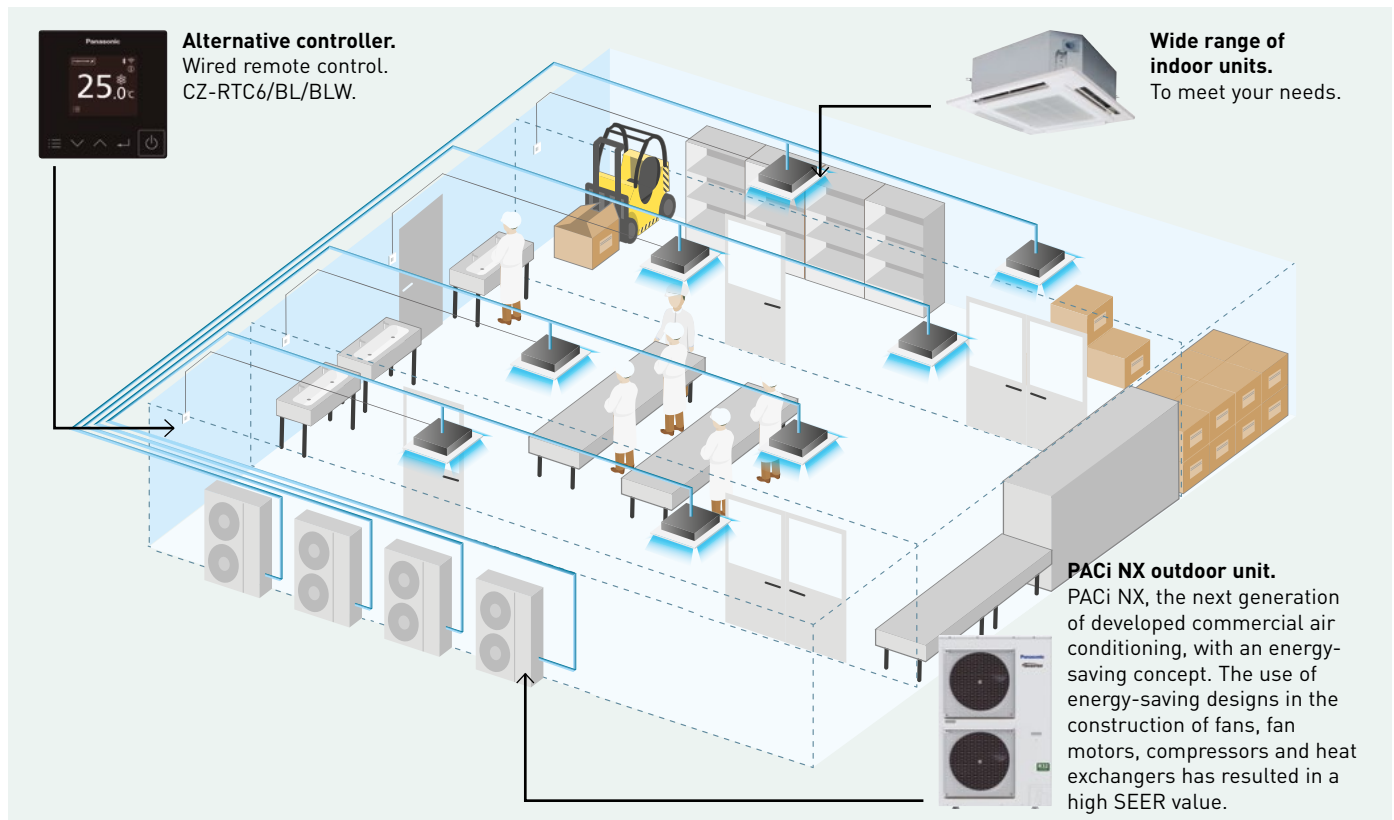 Panasonic
25.0°C
Alternative controller.
Wired remote control.
CZ-RTC6/BL/BLW.
Wide range of
indoor units.
To meet your needs.
PACi NX outdoor unit.
PACi NX, the next generation
of developed commercial air
conditioning, with an energy-
saving concept. The use of
energy-saving designs in the
construction of fans, fan
motors, compressors and heat
exchangers has resulted in a
high SEER value.
Panasonic
Inverter
R32